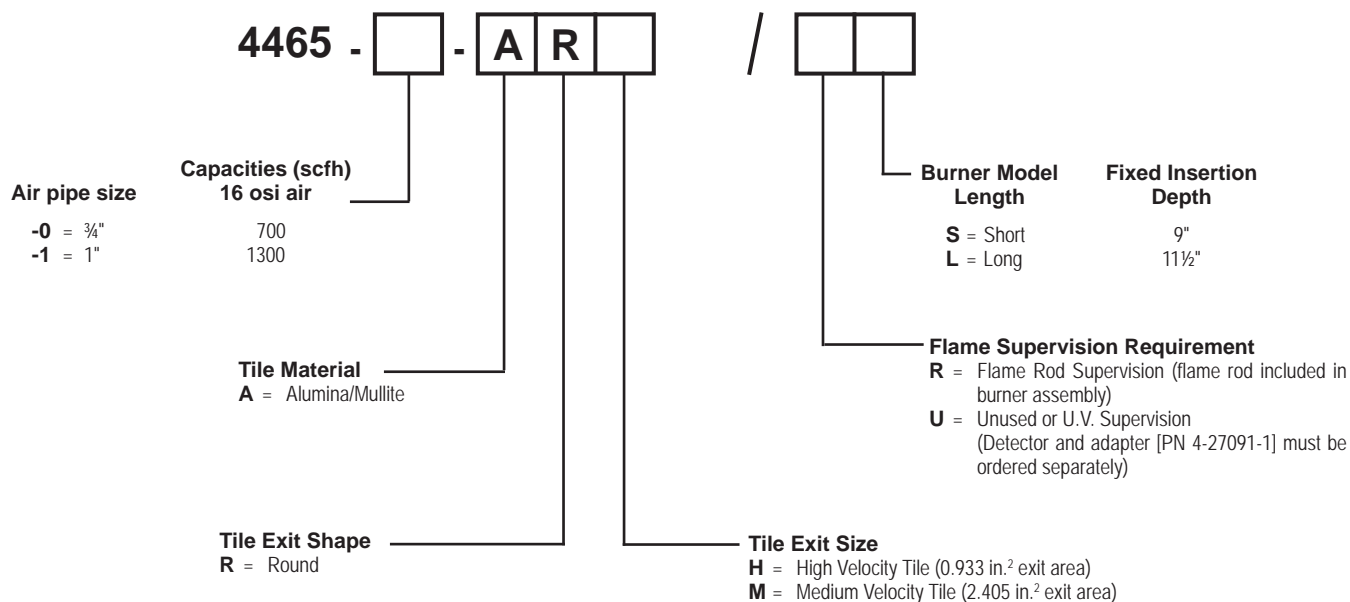 4465 - - A R /
Capacities (scfh)
Air pipe size 16 osi air
-0 = ¾" 700
-1 = 1" 1300
Burner Model Fixed Insertion
Length Depth
S = Short 9"
L = Long 11½"
Tile Material
A = Alumina/Mullite
Flame Supervision Requirement
R = Flame Rod Supervision (flame rod included in
burner assembly)
U = Unused or U.V. Supervision
(Detector and adapter [PN 4-27091-1] must be
ordered separately)
Tile Exit Shape
R = Round
Tile Exit Size
H = High Velocity Tile (0.933 in.² exit area)
M = Medium Velocity Tile (2.405 in.² exit area)